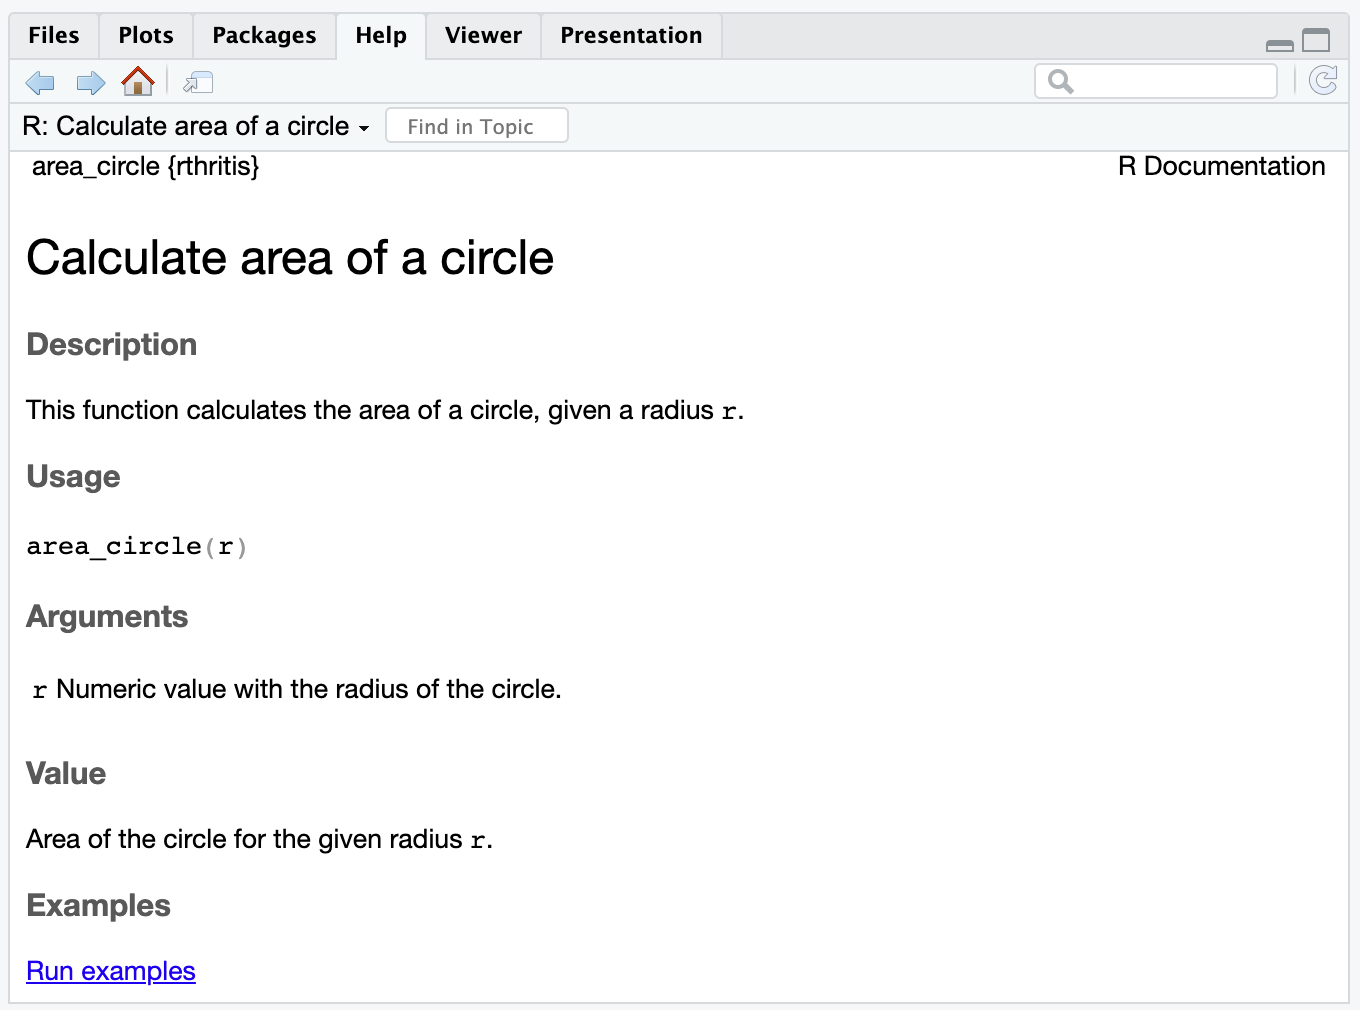 Files Plots Packages Help Viewer Presentation
R: Calculate area of a circle Find in Topic
area_circle {rthritis} R Documentation
Calculate area of a circle
Description
This function calculates the area of a circle, given a radius r.
Usage
area_circle(r)
Arguments
r Numeric value with the radius of the circle.
Value
Area of the circle for the given radius r.
Examples
Run examples